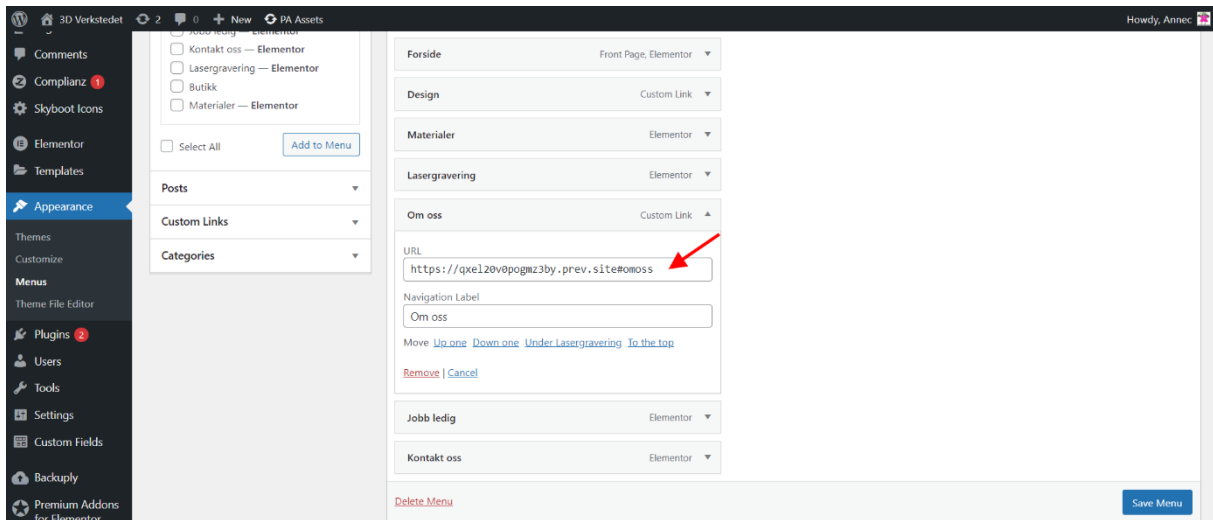 3D Verkstedet 2 0 + New PA Assets Howdy, Annec
Comments
Complianz 1
Skyboot Icons
Elementor
Templates
Appearance
Themes
Customize
Menus
Theme File Editor
Plugins 2
Users
Tools
Settings
Custom Fields
Backuply
Premium Addons
for Elementor
Jobb ledig — Elementor
Kontakt oss — Elementor
Lasergravering — Elementor
Butikk
Materialer — Elementor
Select All Add to Menu
Posts
Custom Links
Categories
Forside Front Page, Elementor
Design Custom Link
Materialer Elementor
Lasergravering Elementor
Om oss Custom Link
URL
https://qxel20v0pogmz3by.prev.site#omoss
Navigation Label
Om oss
Move Up one Down one Under Lasergravering To the top
Remove | Cancel
Jobb ledig Elementor
Kontakt oss Elementor
Delete Menu Save Menu